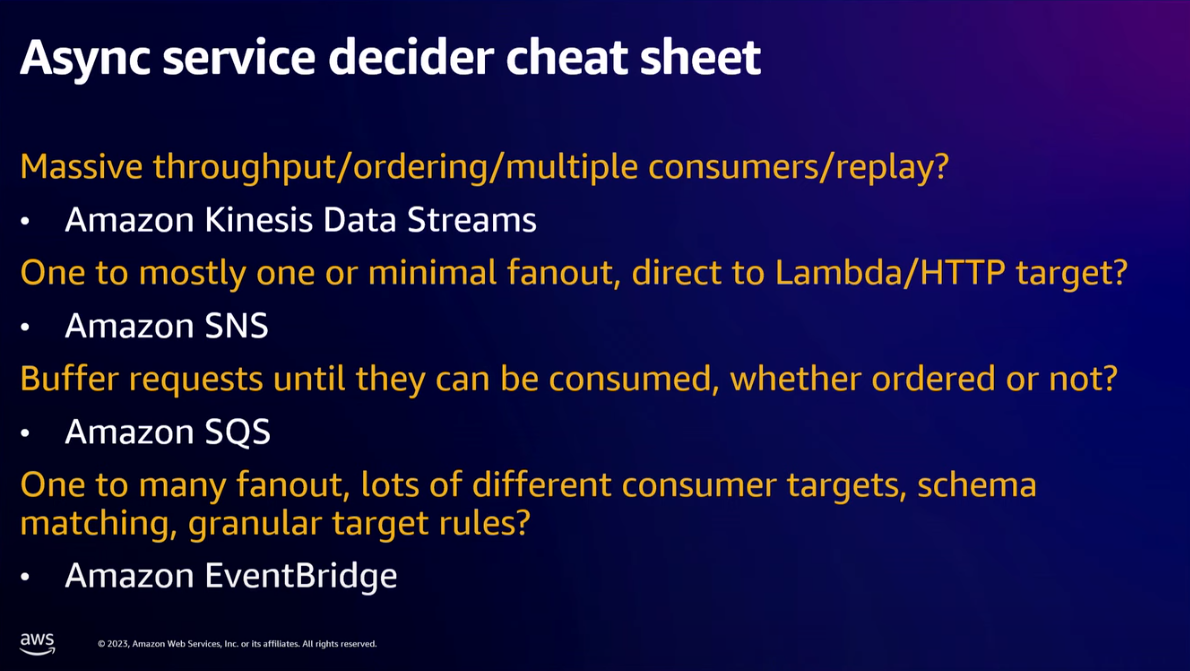 Async service decider cheat sheet
Massive throughput/ordering/multiple consumers/replay?
• Amazon Kinesis Data Streams
One to mostly one or minimal fanout, direct to Lambda/HTTP target?
• Amazon SNS
Buffer requests until they can be consumed, whether ordered or not?
• Amazon SQS
One to many fanout, lots of different consumer targets, schema
matching, granular target rules?
• Amazon EventBridge
aws
© 2023, Amazon Web Services, Inc. or its affiliates. All rights reserved.